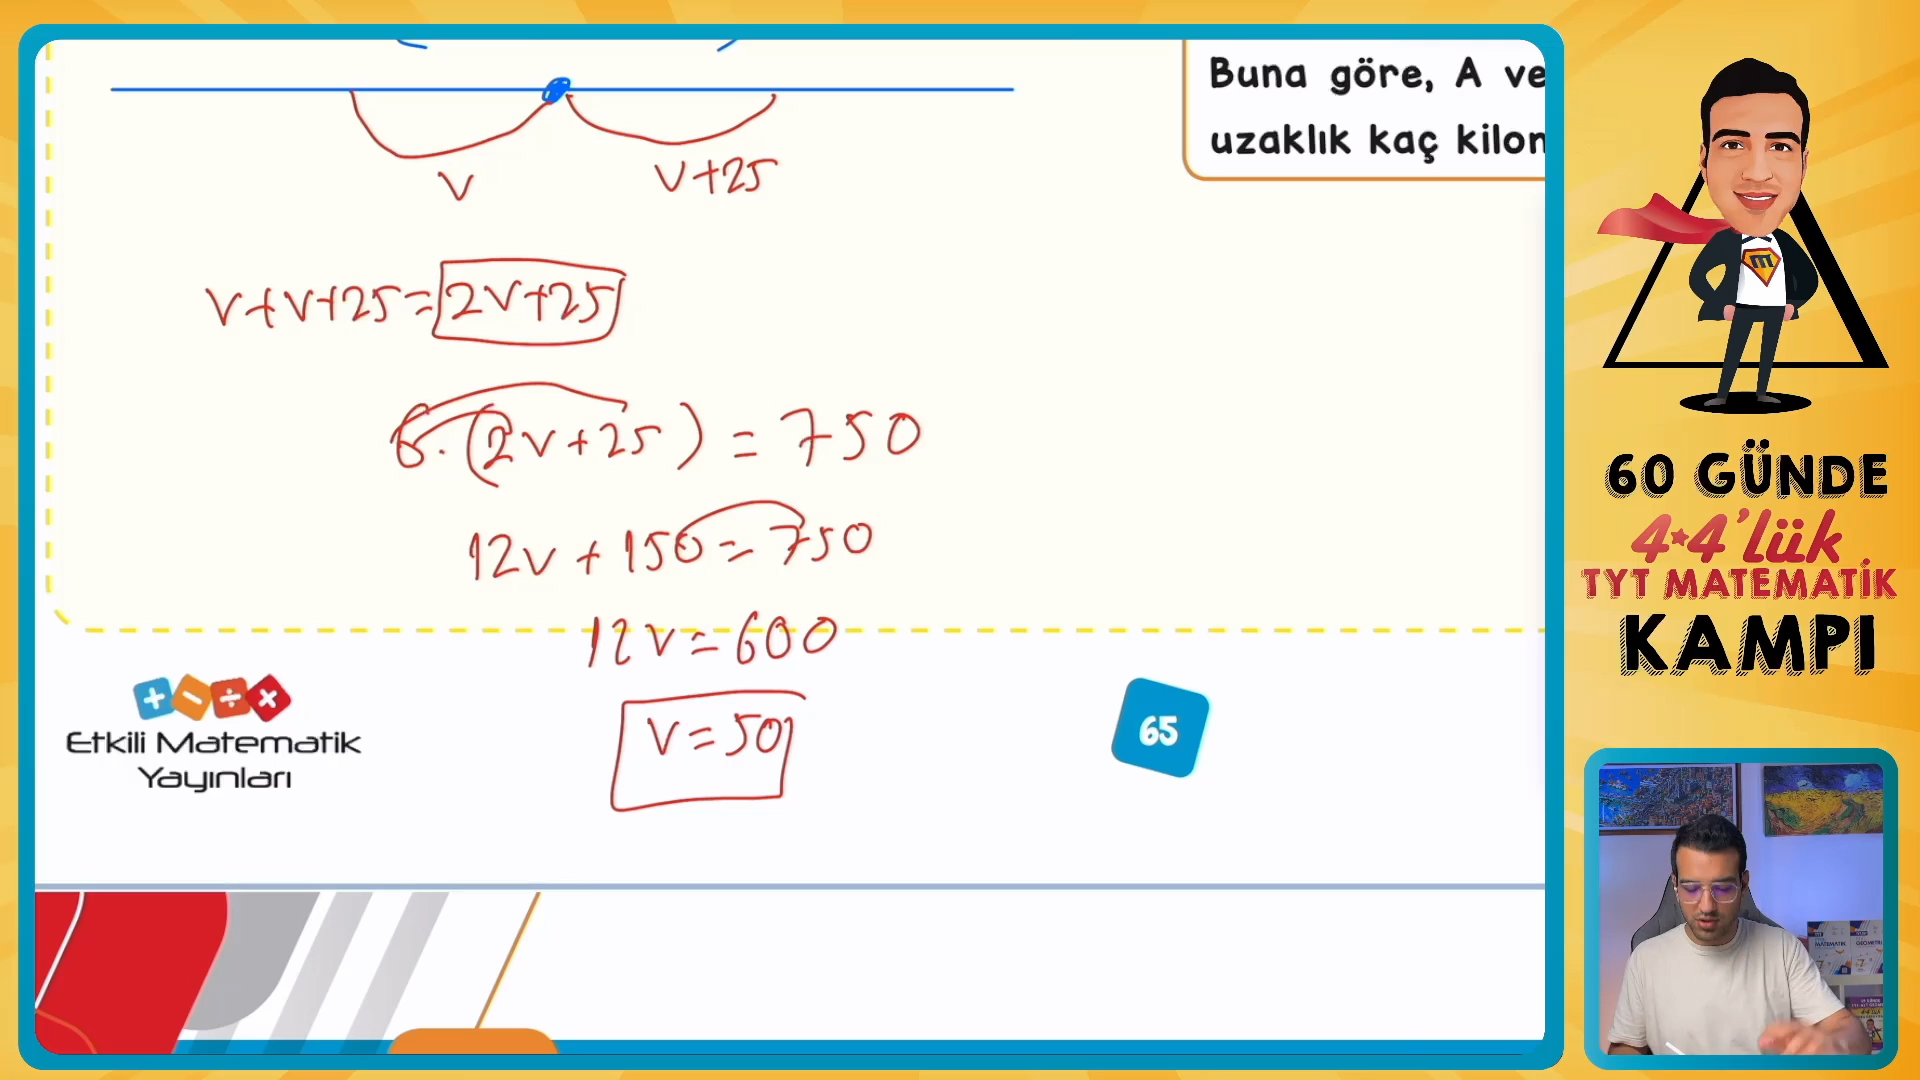 Buna göre, A ve
uzaklık kaç kilon
V
V+25
V+V+25=2V+25
6.(2V+25)=750
12V+150=750
12V=600
V=50
Etkili Matematik
Yayınları
65
60 GÜNDE
4★4'lük
TYT MATEMATİK
KAMPI